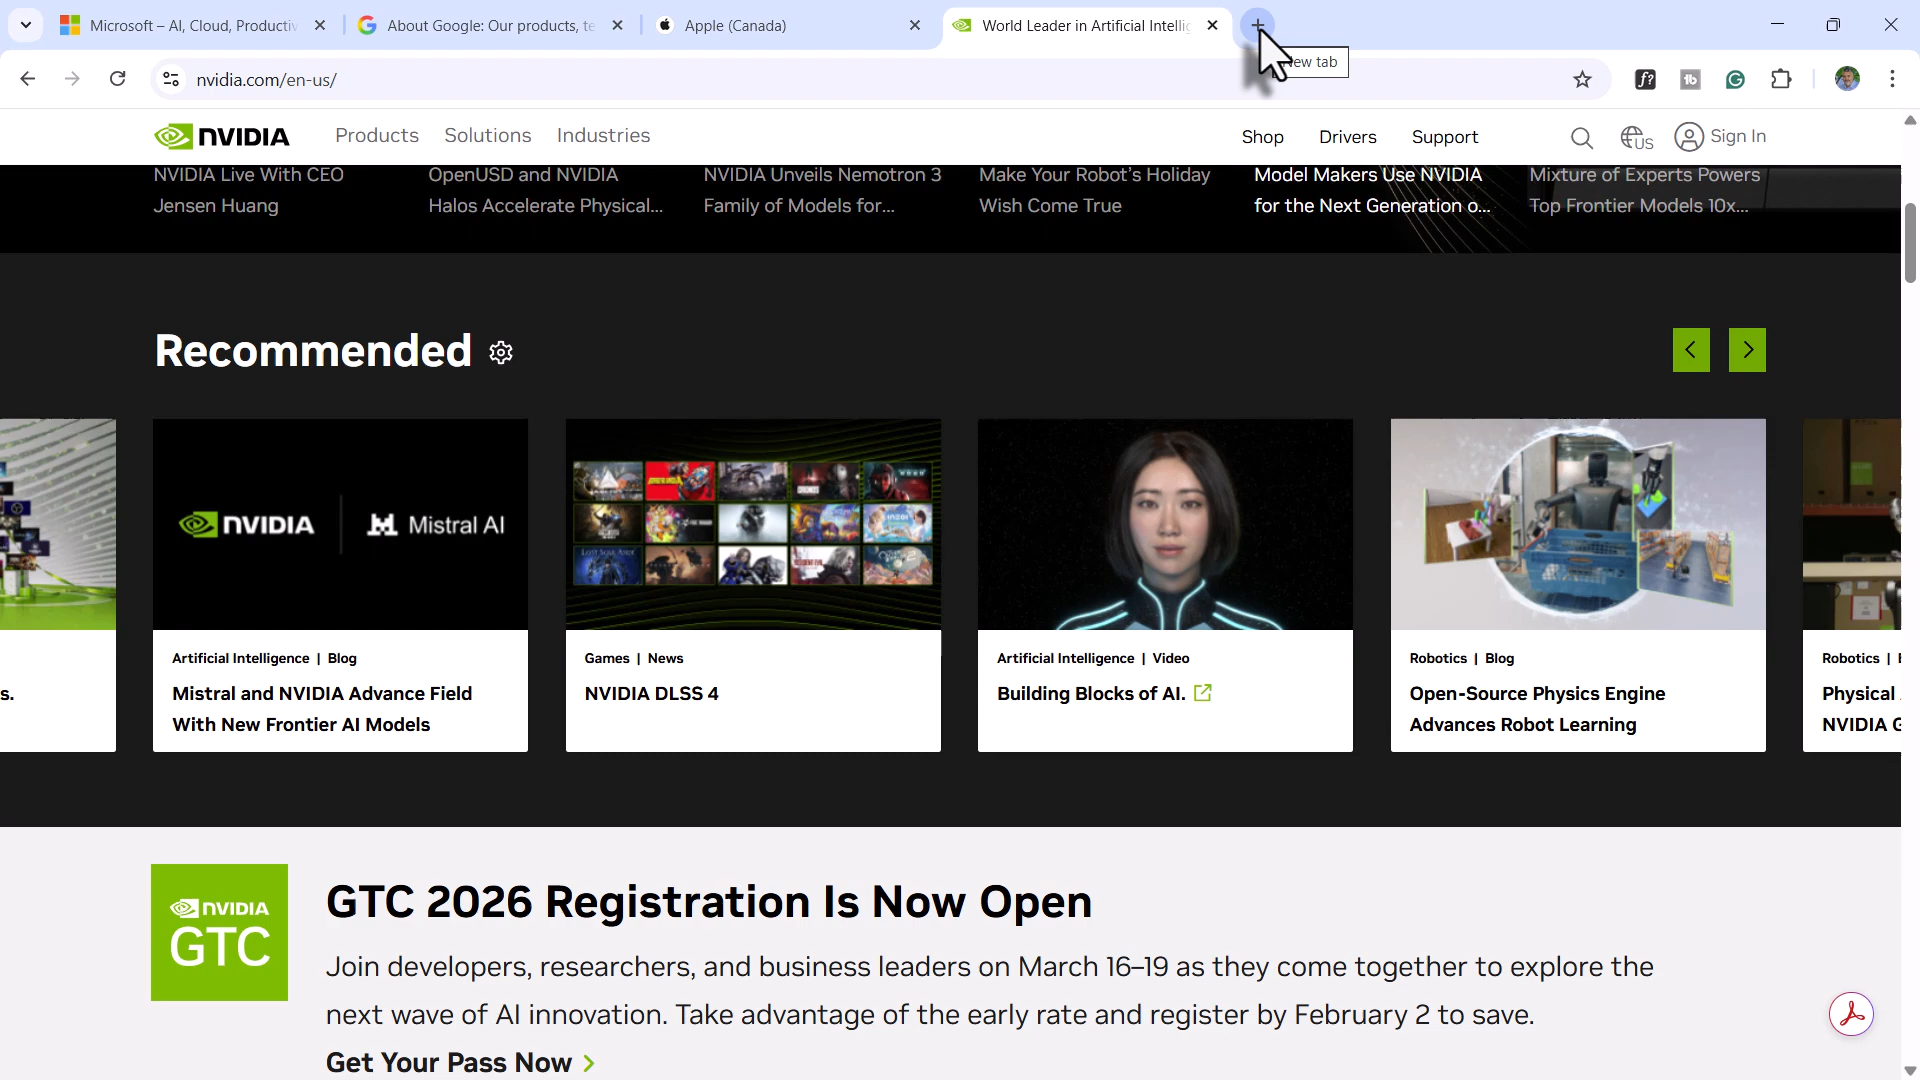 Microsoft – AI, Cloud, Productiv
About Google: Our products, te
Apple (Canada)
World Leader in Artificial Intellig
New tab
nvidia.com/en-us/
NVIDIA
Products
Solutions
Industries
Shop
Drivers
Support
US
Sign In
NVIDIA Live With CEO
Jensen Huang
OpenUSD and NVIDIA
Halos Accelerate Physical...
NVIDIA Unveils Nemotron 3
Family of Models for...
Make Your Robot's Holiday
Wish Come True
Model Makers Use NVIDIA
for the Next Generation o...
Mixture of Experts Powers
Top Frontier Models 10x...
Recommended
s.
NVIDIA | Mistral AI
Artificial Intelligence | Blog
Mistral and NVIDIA Advance Field
With New Frontier AI Models
Games | News
NVIDIA DLSS 4
Artificial Intelligence | Video
Building Blocks of AI.
Robotics | Blog
Open-Source Physics Engine
Advances Robot Learning
Robotics |
Physical
NVIDIA
NVIDIA
GTC
GTC 2026 Registration Is Now Open
Join developers, researchers, and business leaders on March 16–19 as they come together to explore the
next wave of AI innovation. Take advantage of the early rate and register by February 2 to save.
Get Your Pass Now